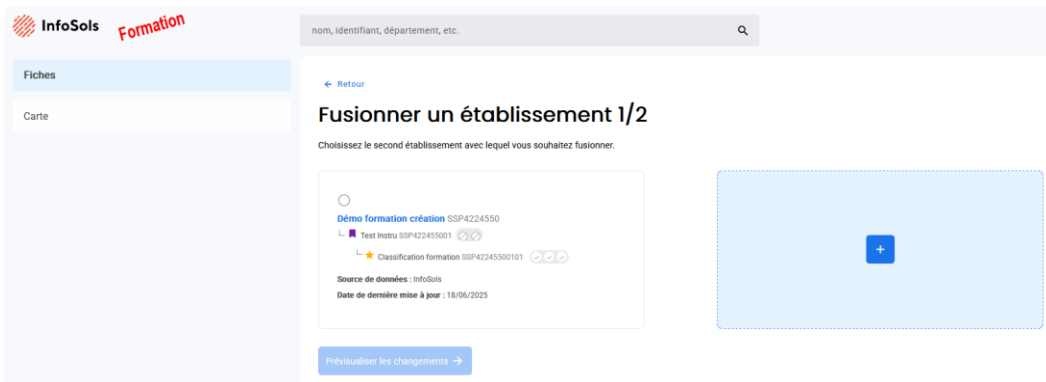 InfoSols
Formation
nom, identifiant, département, etc.
Fiches
Carte
← Retour
Fusionner un établissement 1/2
Choisissez le second établissement avec lequel vous souhaitez fusionner.
Démo formation création SSP4224550
Test Instru SSP422455001
Classification formation SSP42245500101
Source de données : InfoSols
Date de dernière mise à jour : 18/06/2025
+
Prévisualiser les changements →